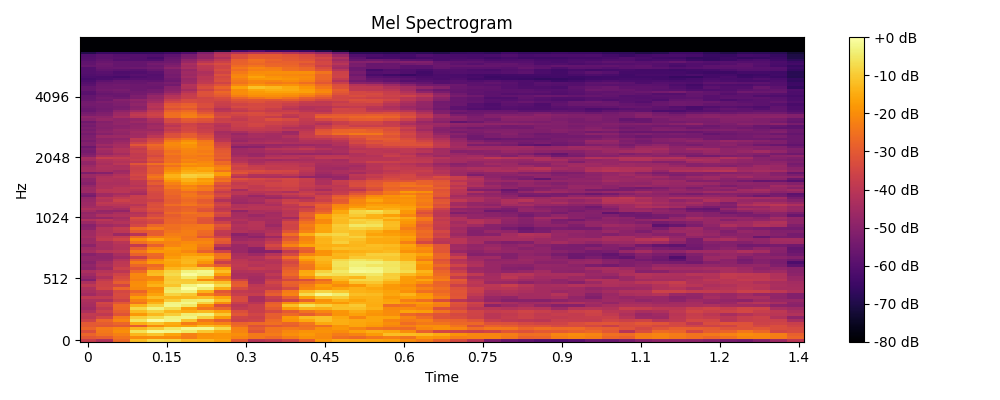 Mel Spectrogram
Hz
4096
2048
1024
512
0
0 0.15 0.3 0.45 0.6 0.75 0.9 1.1 1.2 1.4
Time
+0 dB
-10 dB
-20 dB
-30 dB
-40 dB
-50 dB
-60 dB
-70 dB
-80 dB